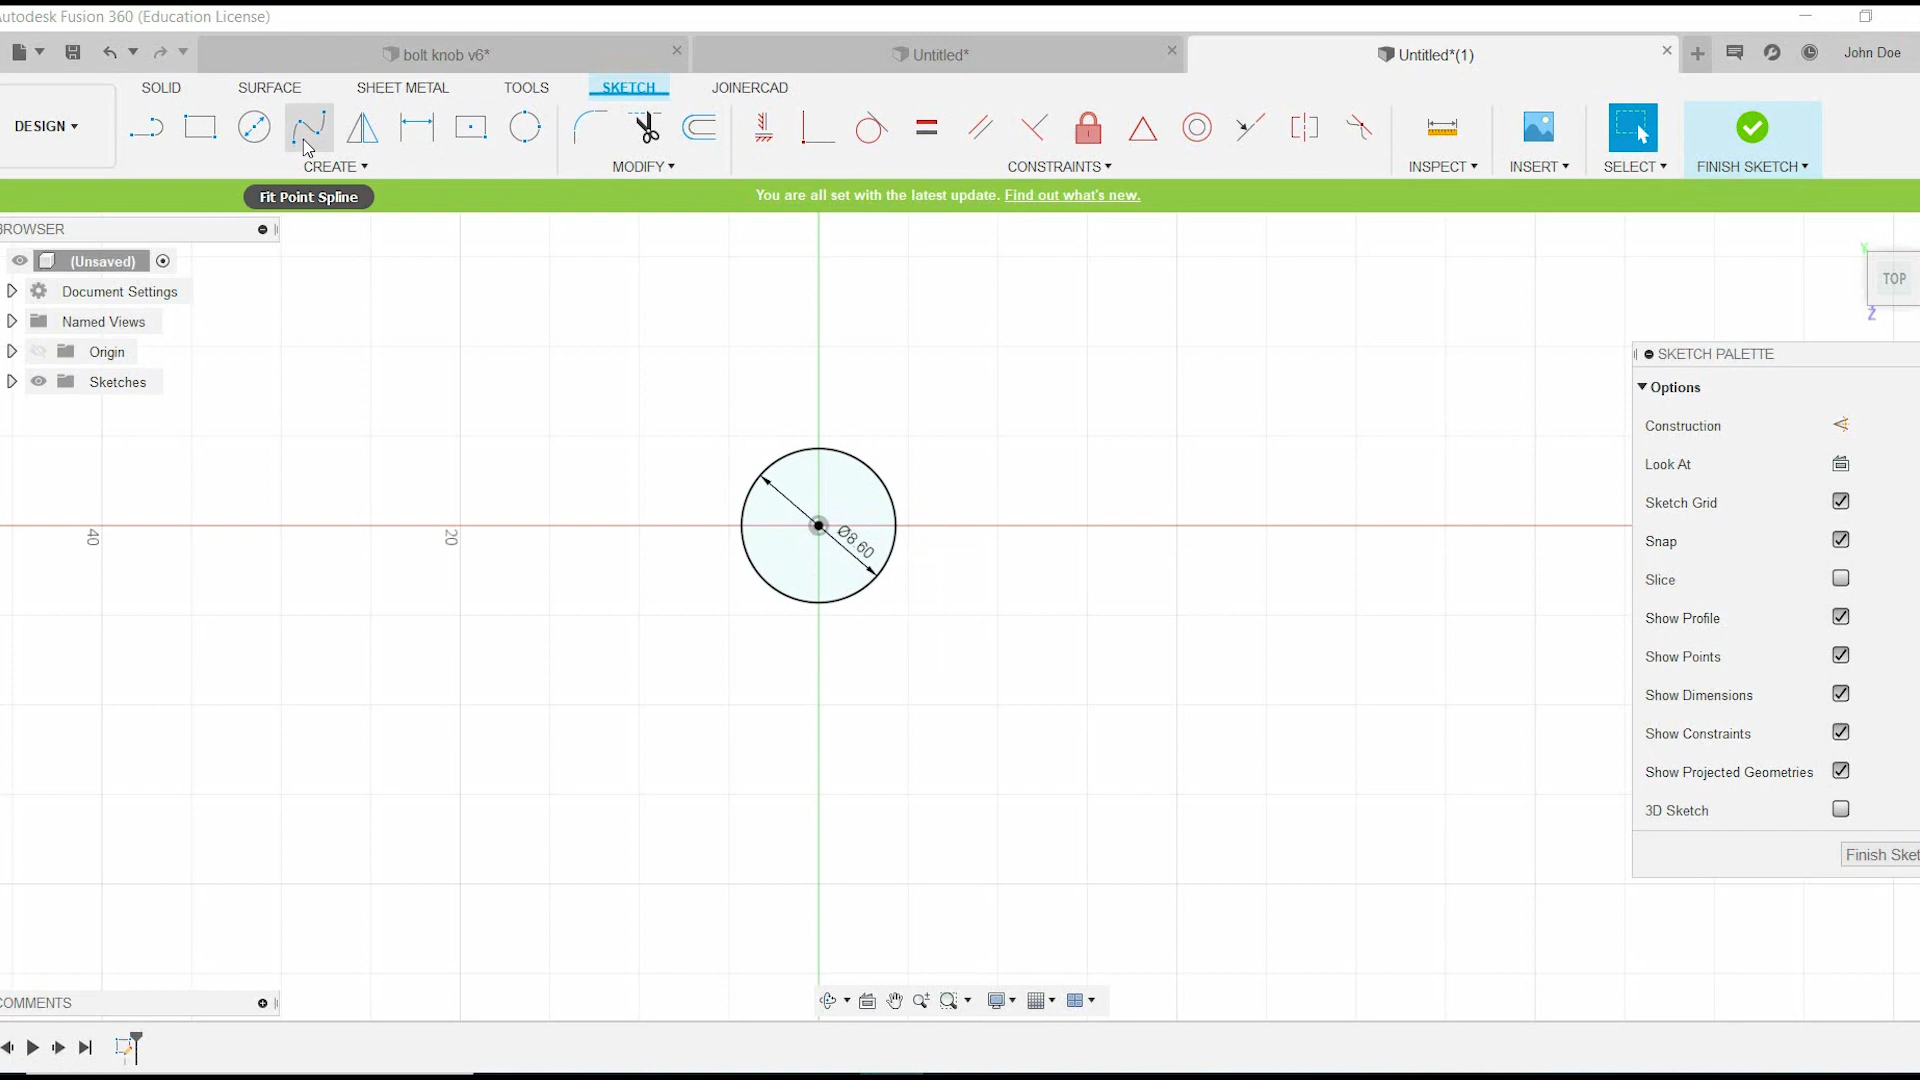 Autodesk Fusion 360 (Education License)
bolt knob v6*
Untitled*
Untitled*(1)
John Doe
SOLID
SURFACE
SHEET METAL
TOOLS
SKETCH
JOINERCAD
DESIGN
CREATE
MODIFY
CONSTRAINTS
INSPECT
INSERT
SELECT
FINISH SKETCH
Fit Point Spline
You are all set with the latest update. Find out what's new.
BROWSER
(Unsaved)
Document Settings
Named Views
Origin
Sketches
Y
TOP
Z
40
20
Ø8.60
SKETCH PALETTE
Options
Construction
Look At
Sketch Grid
Snap
Slice
Show Profile
Show Points
Show Dimensions
Show Constraints
Show Projected Geometries
3D Sketch
Finish Sket
COMMENTS